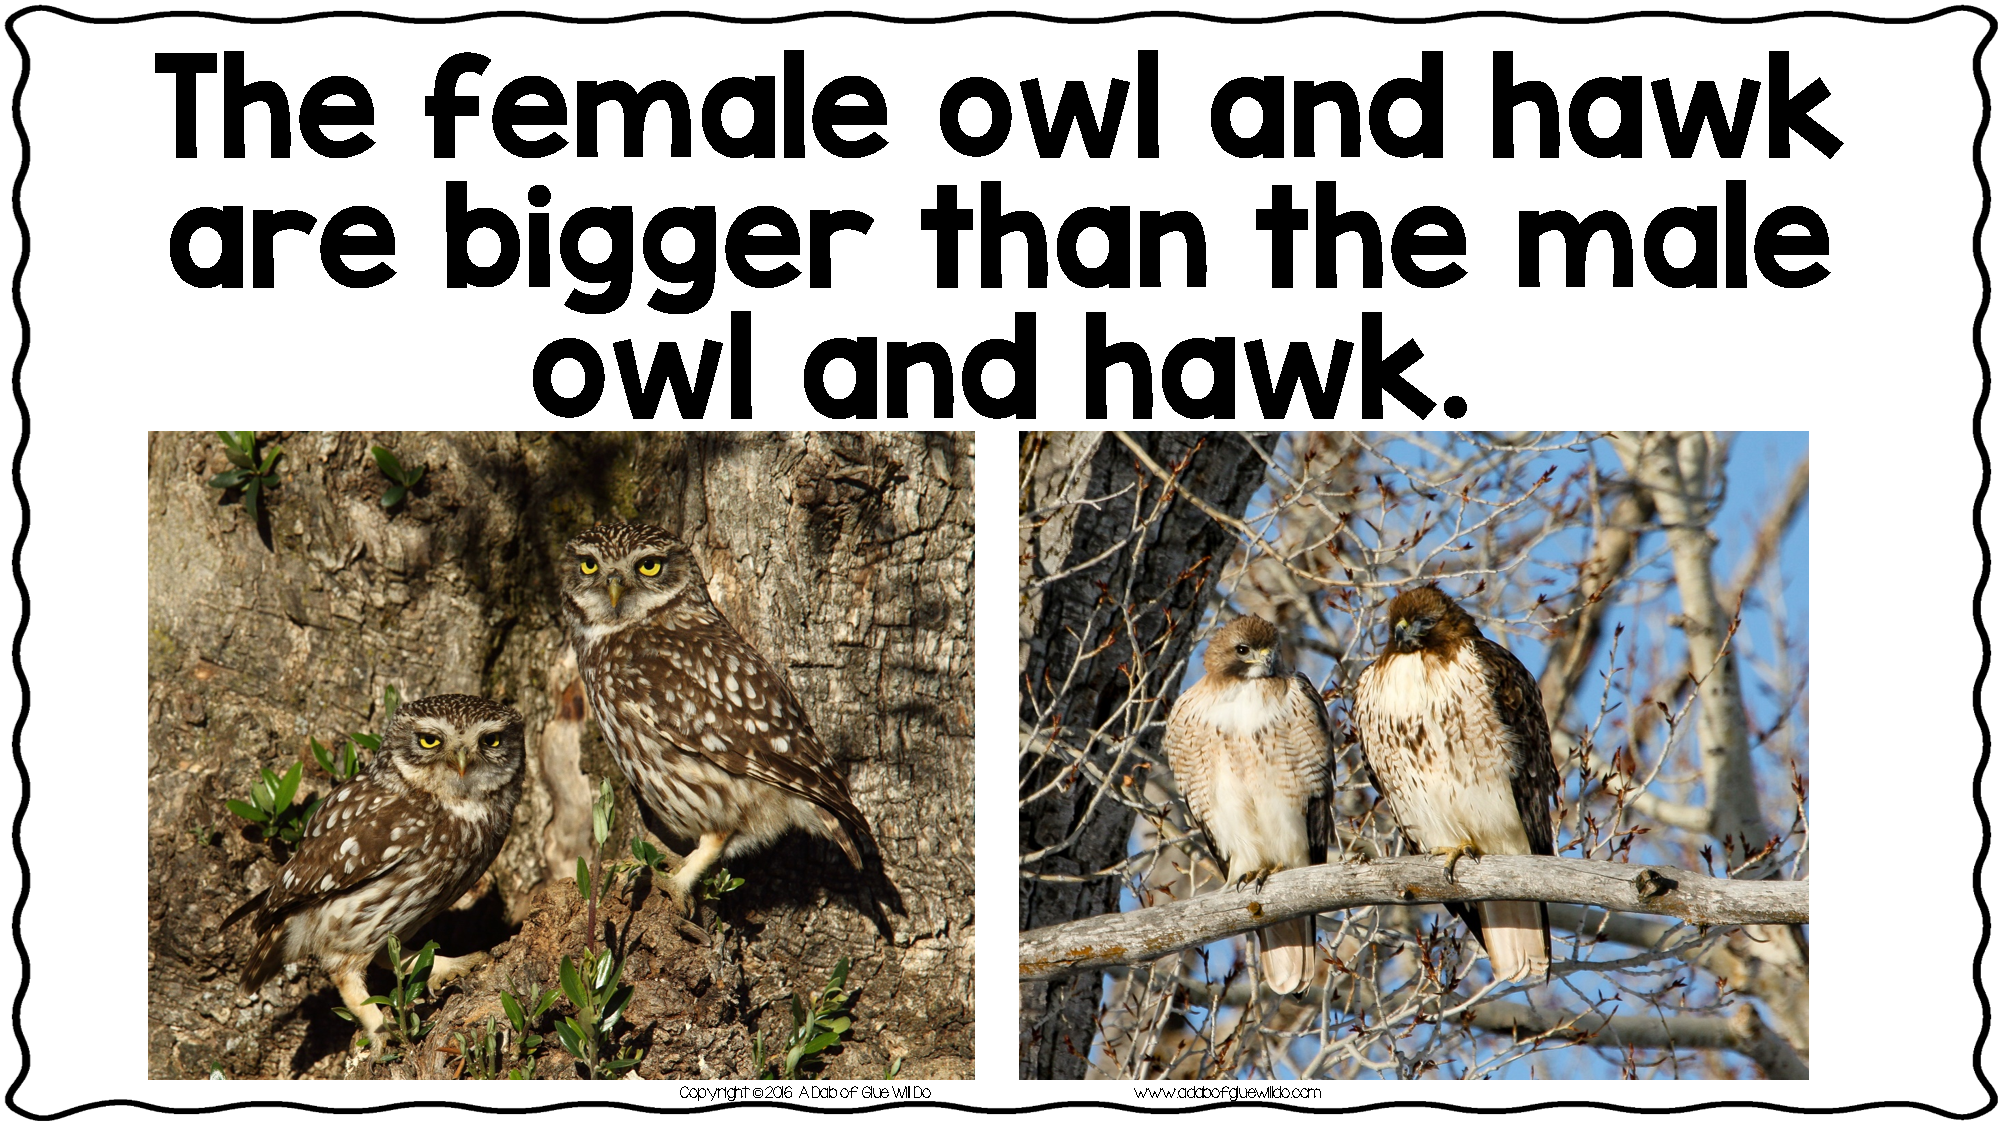 The female owl and hawk
are bigger than the male
owl and hawk.
Copyright ©2016 A Dab of Glue Will Do
www.adabofgluewilldo.com